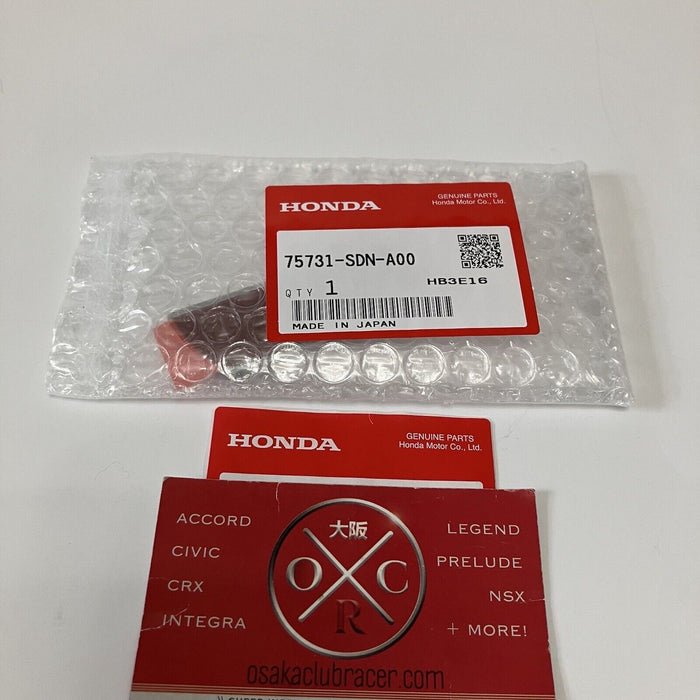 HONDA
GENUINE PARTS
Honda Motor Co., Ltd.
75731-SDN-A00
QTY 1
HB3E16
MADE IN JAPAN
HONDA
GENUINE PARTS
Honda Motor Co., Ltd.
ACCORD
CIVIC
CRX
INTEGRA
大阪
O C
R
LEGEND
PRELUDE
NSX
+ MORE!
osakaclubracer.com